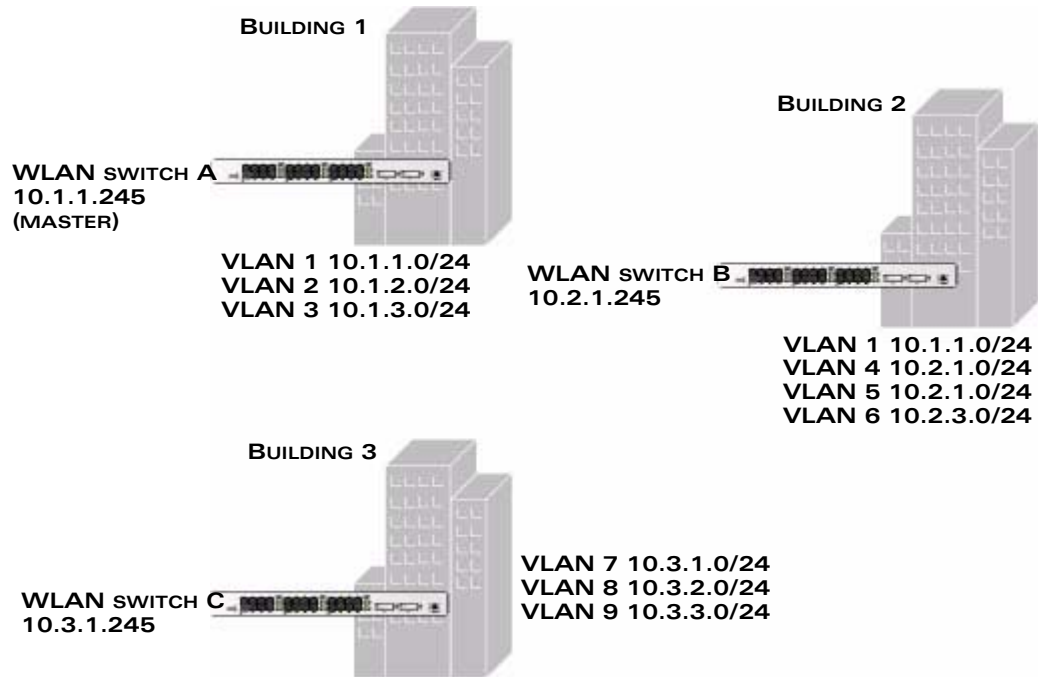 BUILDING 1
WLAN SWITCH A
10.1.1.245
(MASTER)
VLAN 1 10.1.1.0/24
VLAN 2 10.1.2.0/24
VLAN 3 10.1.3.0/24
BUILDING 2
WLAN SWITCH B
10.2.1.245
VLAN 1 10.1.1.0/24
VLAN 4 10.2.1.0/24
VLAN 5 10.2.1.0/24
VLAN 6 10.2.3.0/24
BUILDING 3
WLAN SWITCH C
10.3.1.245
VLAN 7 10.3.1.0/24
VLAN 8 10.3.2.0/24
VLAN 9 10.3.3.0/24